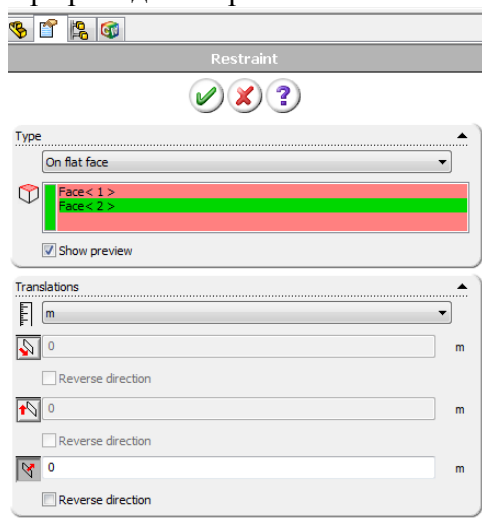 Restraint
Type
On flat face
Face< 1 >
Face< 2 >
Show preview
Translations
m
0 m
Reverse direction
0 m
Reverse direction
0 m
Reverse direction